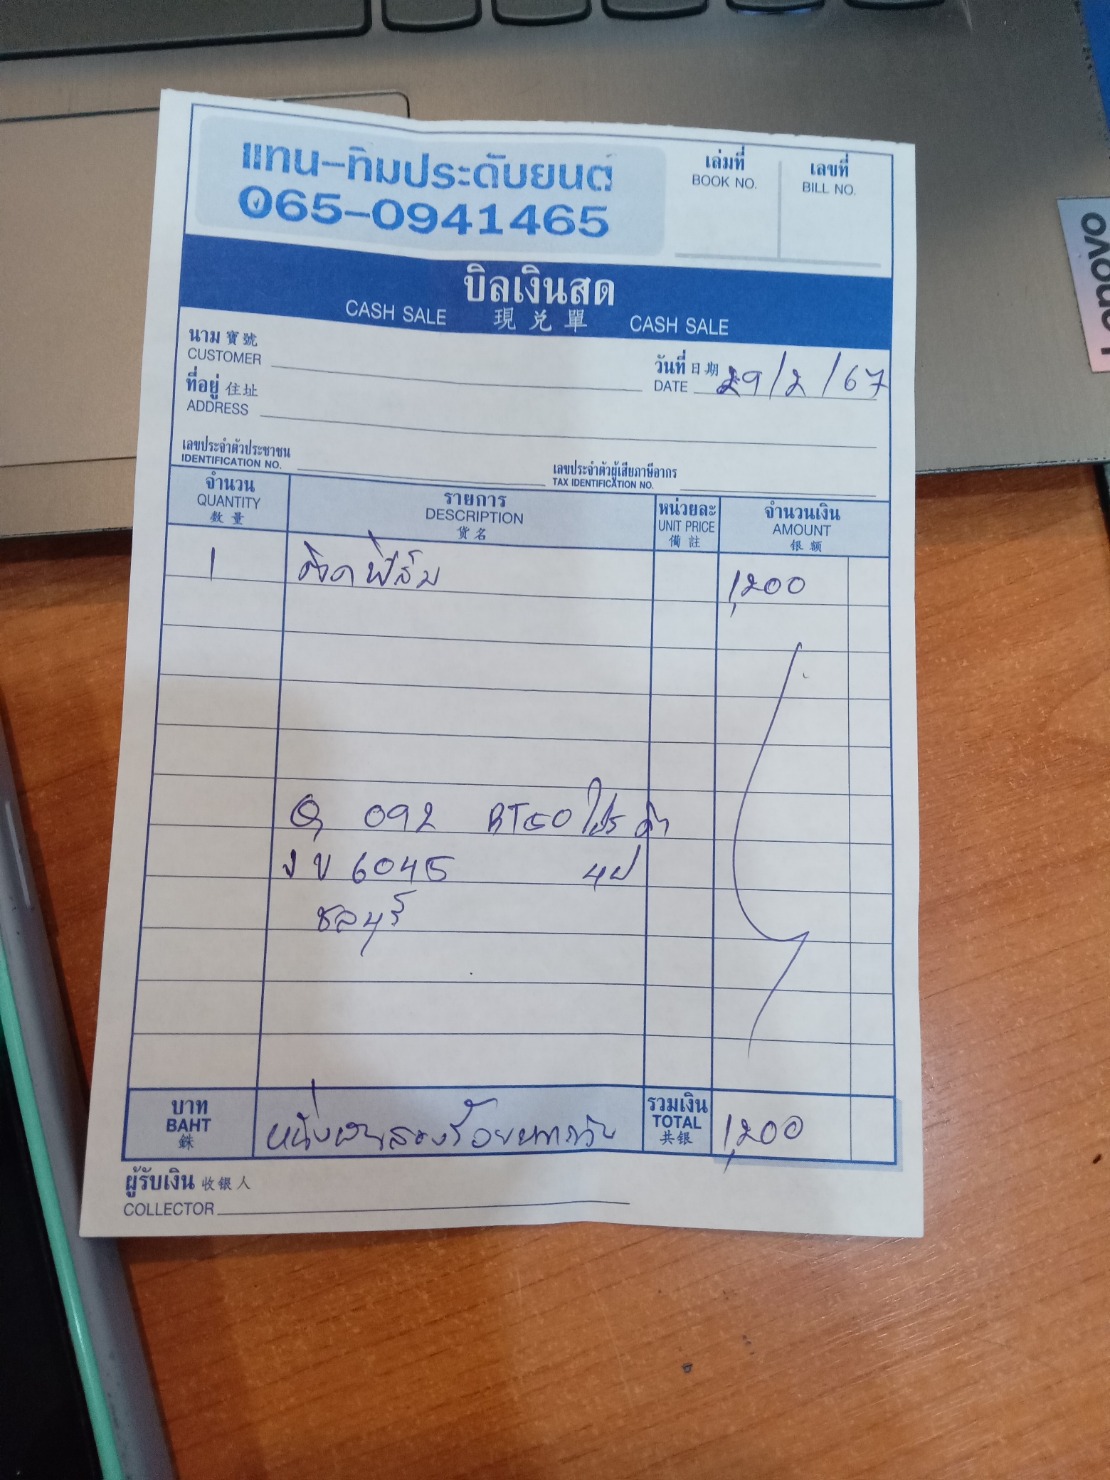 แทน-ทิมประดับยนต์
065-0941465
เล่มที่
BOOK NO.
เลขที่
BILL NO.
บิลเงินสด
CASH SALE 現兌單 CASH SALE
นาม 寶號
CUSTOMER
วันที่ 日期
DATE 29/2/67
ที่อยู่ 住址
ADDRESS
เลขประจำตัวประชาชน
IDENTIFICATION NO.
เลขประจำตัวผู้เสียภาษีอากร
TAX IDENTIFICATION NO.
จำนวน
QUANTITY
數量
รายการ
DESCRIPTION
貨名
หน่วยละ
UNIT PRICE
備註
จำนวนเงิน
AMOUNT
銀額
1 ติดฟิล์ม 1,200
Q 092
6045
ชลบุรี
บาท
BAHT
銖
หนึ่งพันสองร้อยบาทถ้วน
รวมเงิน
TOTAL
共銀
1,200
ผู้รับเงิน 收銀人
COLLECTOR